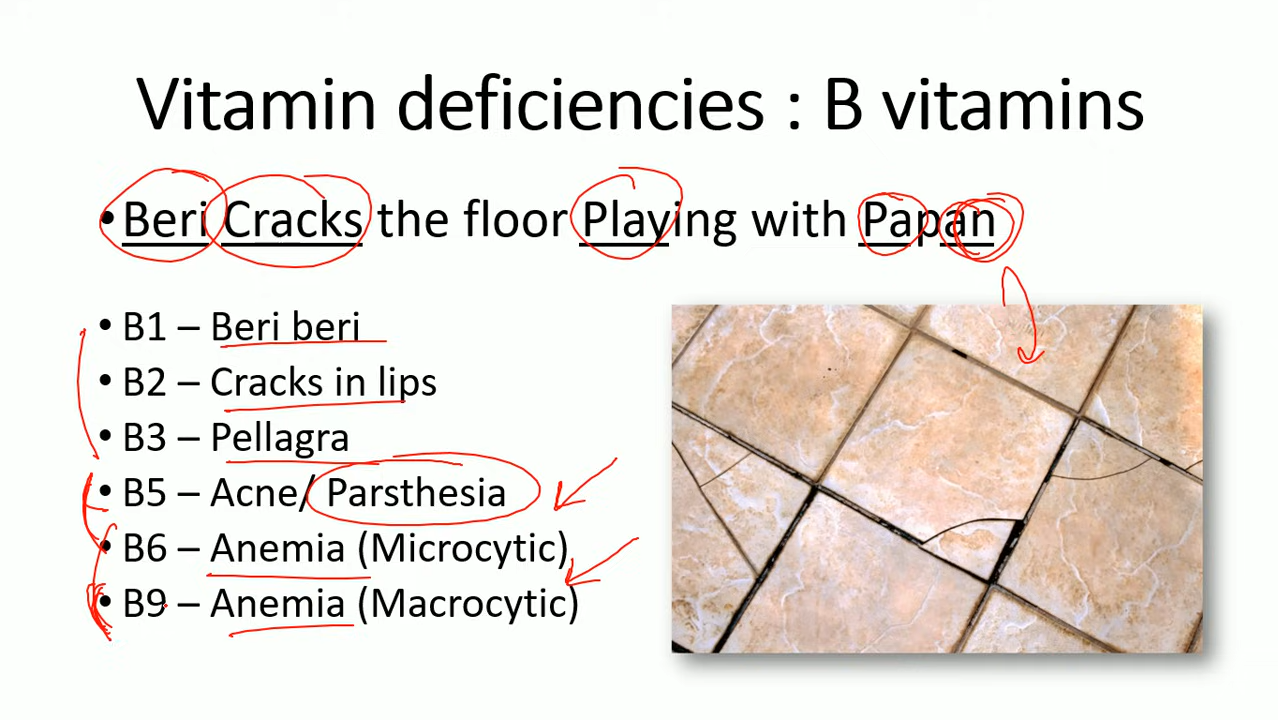 Vitamin deficiencies : B vitamins
• Beri Cracks the floor Playing with Papan
• B1 – Beri beri
• B2 – Cracks in lips
• B3 – Pellagra
• B5 – Acne/ Parsthesia
• B6 – Anemia (Microcytic)
• B9 – Anemia (Macrocytic)